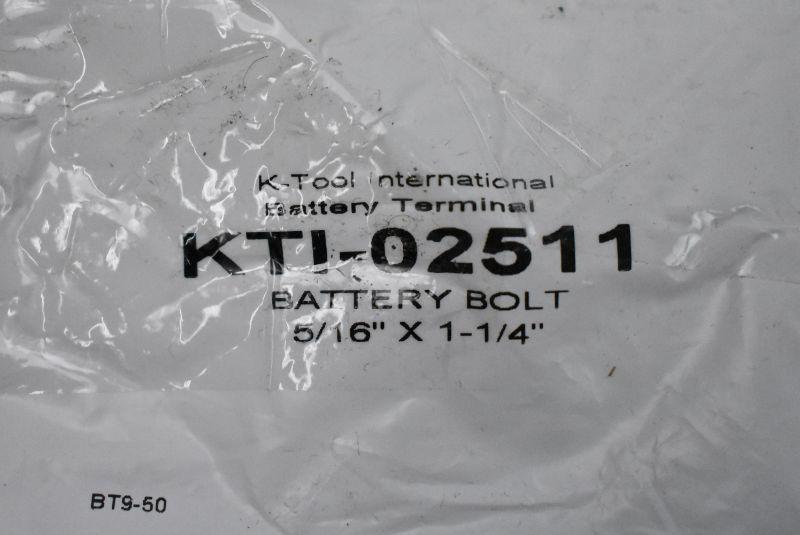 K-Tool International
Battery Terminal
KTI-02511
BATTERY BOLT
5/16" X 1-1/4"
BT9-50